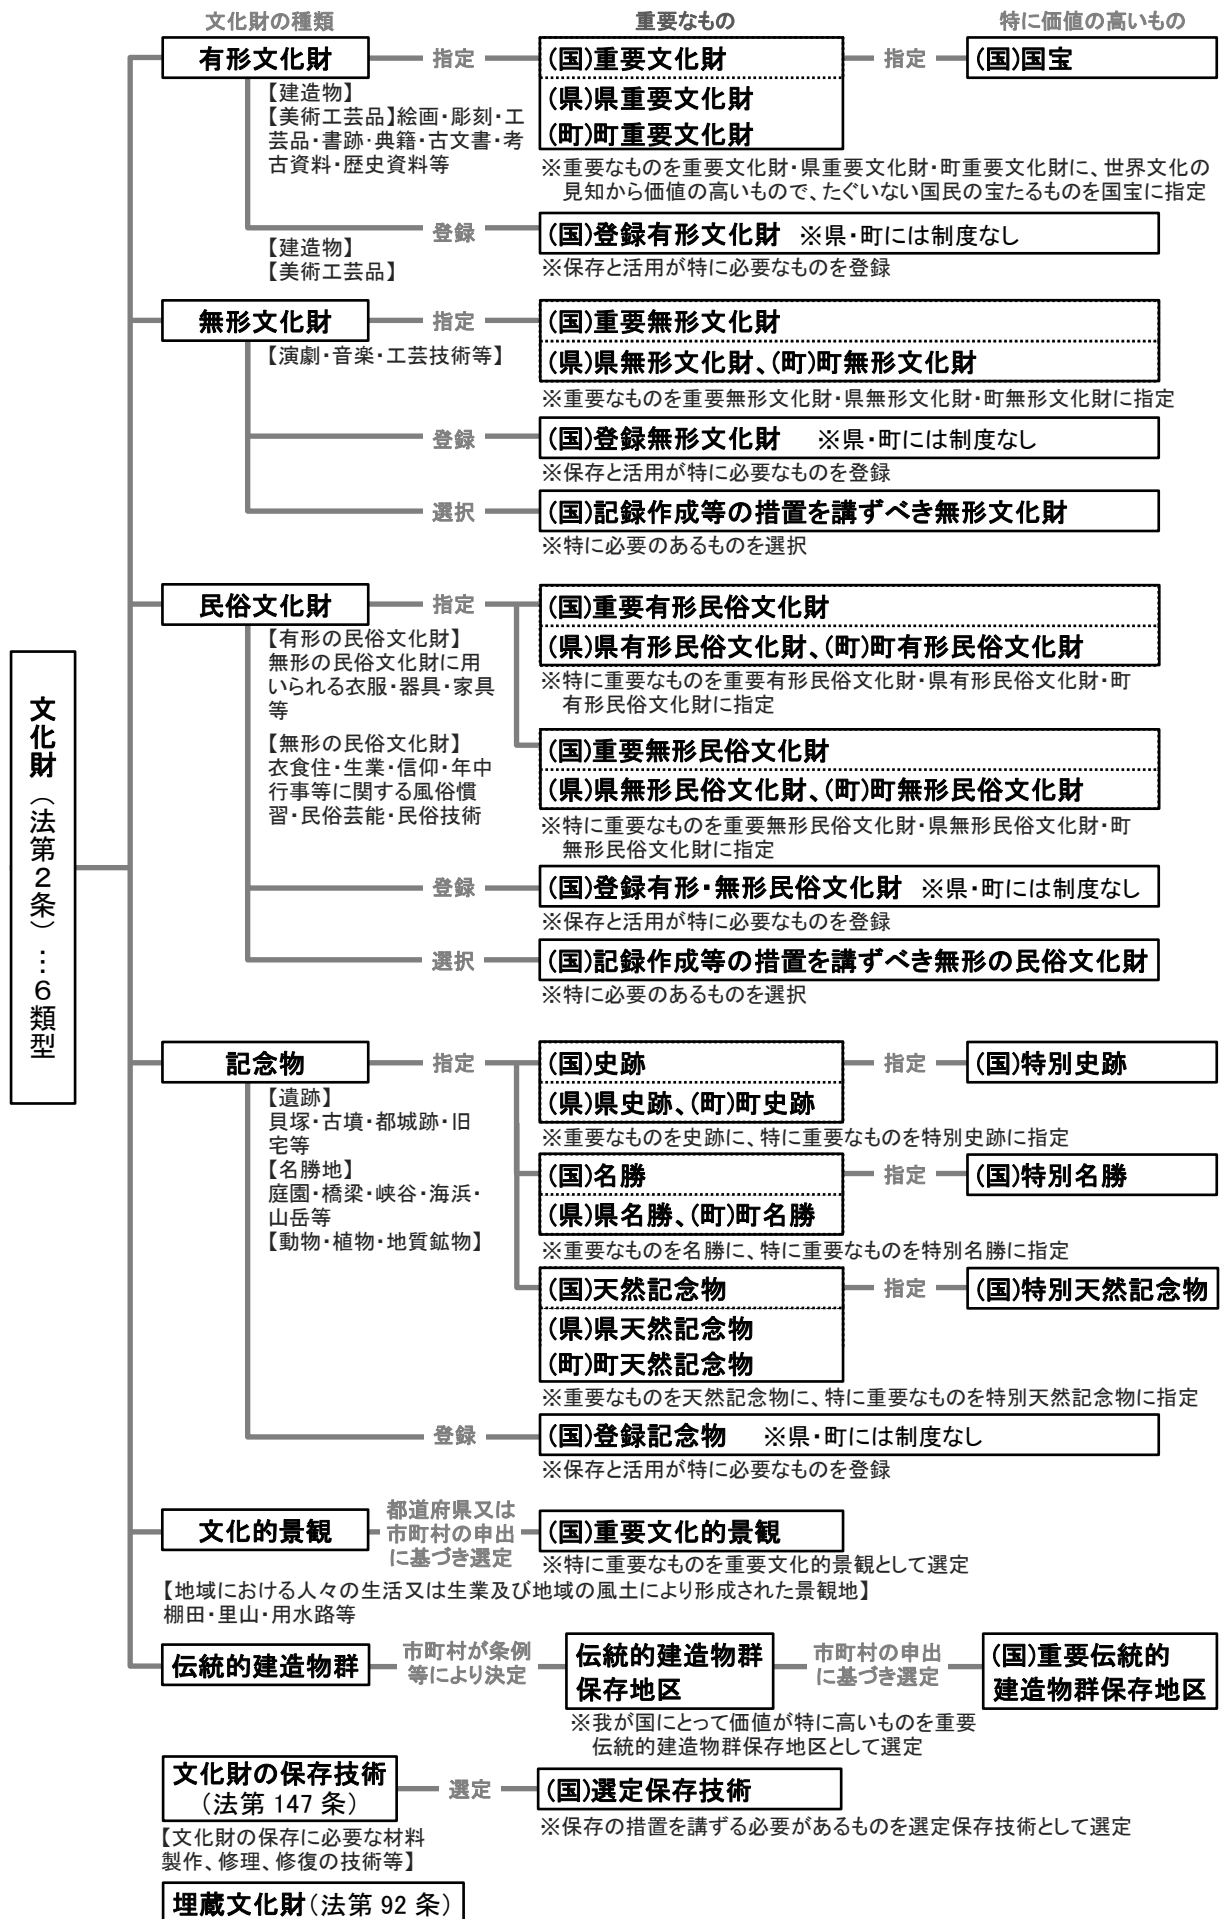 文化財の種類
重要なもの
特に価値の高いもの
文化財(法第2条)…6類型
有形文化財
指定
(国)重要文化財
(県)県重要文化財
(町)町重要文化財
指定
(国)国宝
【建造物】
【美術工芸品】絵画・彫刻・工
芸品・書跡・典籍・古文書・考
古資料・歴史資料等
※重要なものを重要文化財・県重要文化財・町重要文化財に、世界文化の
見知から価値の高いもので、たぐいない国民の宝たるものを国宝に指定
登録
(国)登録有形文化財 ※県・町には制度なし
【建造物】
【美術工芸品】
※保存と活用が特に必要なものを登録
無形文化財
指定
(国)重要無形文化財
(県)県無形文化財、(町)町無形文化財
【演劇・音楽・工芸技術等】
※重要なものを重要無形文化財・県無形文化財・町無形文化財に指定
登録
(国)登録無形文化財 ※県・町には制度なし
※保存と活用が特に必要なものを登録
選択
(国)記録作成等の措置を講ずべき無形文化財
※特に必要のあるものを選択
民俗文化財
指定
(国)重要有形民俗文化財
(県)県有形民俗文化財、(町)町有形民俗文化財
【有形の民俗文化財】
無形の民俗文化財に用
いられる衣服・器具・家具
等
※特に重要なものを重要有形民俗文化財・県有形民俗文化財・町
有形民俗文化財に指定
【無形の民俗文化財】
衣食住・生業・信仰・年中
行事等に関する風俗慣
習・民俗芸能・民俗技術
(国)重要無形民俗文化財
(県)県無形民俗文化財、(町)町無形民俗文化財
※特に重要なものを重要無形民俗文化財・県無形民俗文化財・町
無形民俗文化財に指定
登録
(国)登録有形・無形民俗文化財 ※県・町には制度なし
※保存と活用が特に必要なものを登録
選択
(国)記録作成等の措置を講ずべき無形の民俗文化財
※特に必要のあるものを選択
記念物
指定
(国)史跡
(県)県史跡、(町)町史跡
指定
(国)特別史跡
【遺跡】
貝塚・古墳・都城跡・旧
宅等
【名勝地】
庭園・橋梁・峡谷・海浜・
山岳等
【動物・植物・地質鉱物】
※重要なものを史跡に、特に重要なものを特別史跡に指定
(国)名勝
(県)県名勝、(町)町名勝
指定
(国)特別名勝
※重要なものを名勝に、特に重要なものを特別名勝に指定
(国)天然記念物
(県)県天然記念物
(町)町天然記念物
指定
(国)特別天然記念物
※重要なものを天然記念物に、特に重要なものを特別天然記念物に指定
登録
(国)登録記念物 ※県・町には制度なし
※保存と活用が特に必要なものを登録
文化的景観
都道府県又は
市町村の申出
に基づき選定
(国)重要文化的景観
※特に重要なものを重要文化的景観として選定
【地域における人々の生活又は生業及び地域の風土により形成された景観地】
棚田・里山・用水路等
伝統的建造物群
市町村が条例
等により決定
伝統的建造物群
保存地区
市町村の申出
に基づき選定
(国)重要伝統的
建造物群保存地区
※我が国にとって価値が特に高いものを重要
伝統的建造物群保存地区として選定
文化財の保存技術
(法第 147 条)
選定
(国)選定保存技術
※保存の措置を講ずる必要があるものを選定保存技術として選定
【文化財の保存に必要な材料
製作、修理、修復の技術等】
埋蔵文化財(法第 92 条)